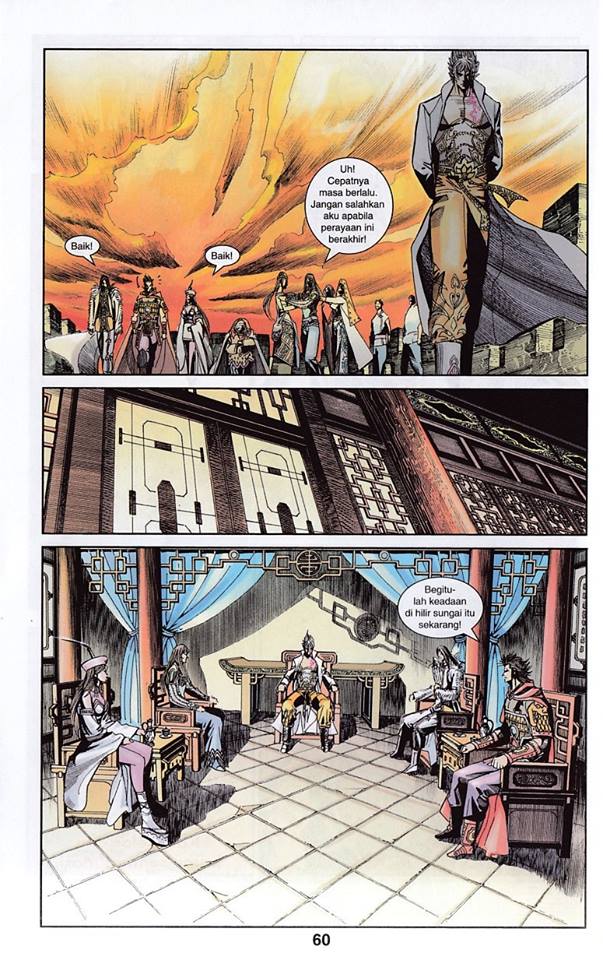 Uh!
Cepatnya
masa berlalu.
Jangan salahkan
aku apabila
perayaan ini
berakhir!
Baik!
Baik!
Begitu-
lah keadaan
di hilir sungai itu
sekarang!
60